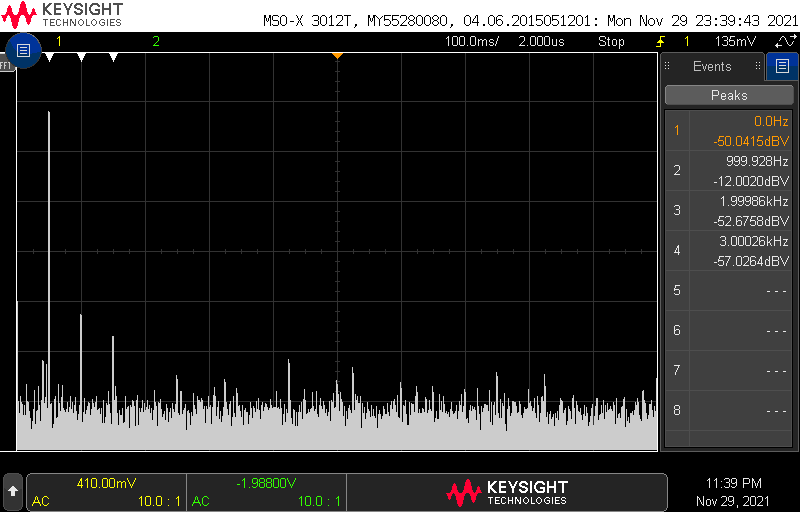 KEYSIGHT
TECHNOLOGIES
MSO-X 3012T, MY55280080, 04.06.2015051201: Mon Nov 29 23:39:43 2021
1 2 100.0ms/ 2.000us Stop 1 135mV
FFT
Events
Peaks
1 0.0Hz
-50.0415dBV
2 999.928Hz
-12.0020dBV
3 1.99986kHz
-52.6758dBV
4 3.00026kHz
-57.0264dBV
5 - - -
6 - - -
7 - - -
8 - - -
410.00mV
AC 10.0 : 1
-1.98800V
AC 10.0 : 1
KEYSIGHT
TECHNOLOGIES
11:39 PM
Nov 29, 2021